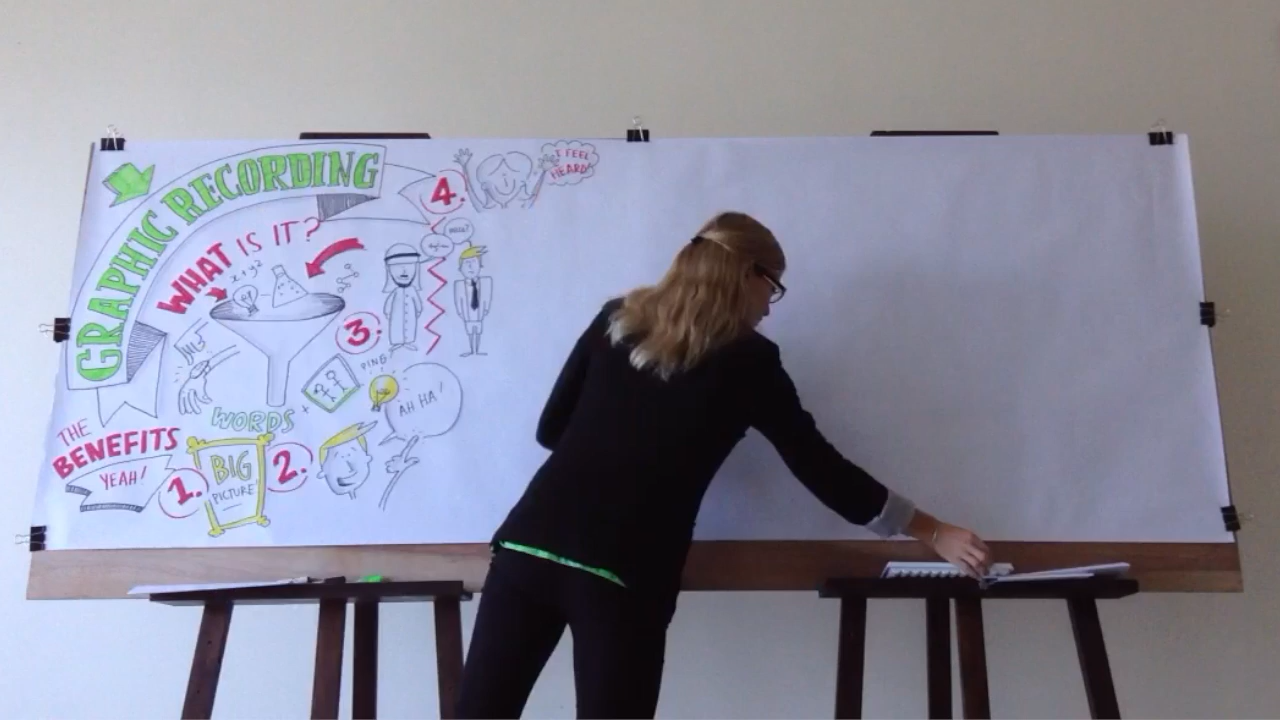 GRAPHIC RECORDING
WHAT IS IT?
x+y²
WORDS +
THE
BENEFITS
YEAH!
1.
BIG
PICTURE
2.
PING
AH HA!
3.
4.
I FEEL
HEARD!